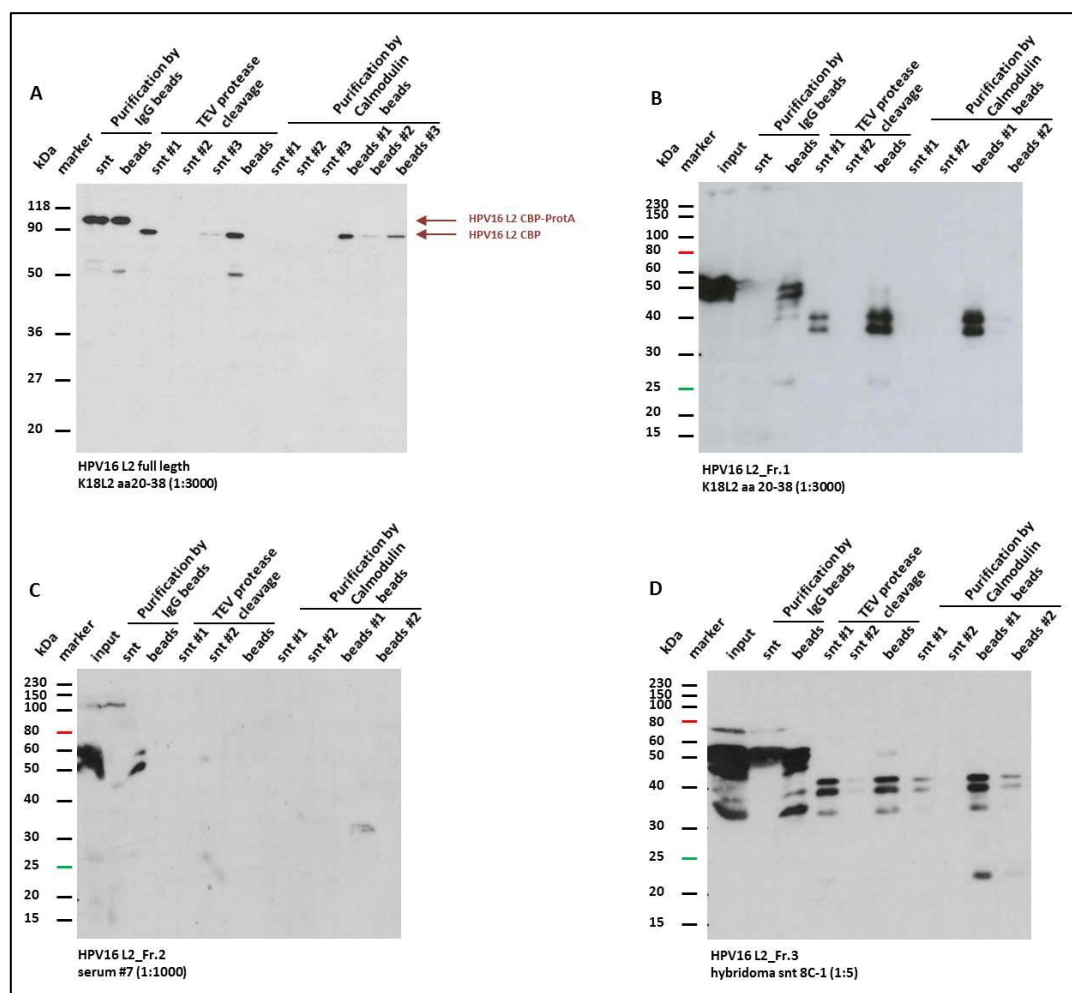 A
Purification by
IgG beads
TEV protease
cleavage
Purification by
Calmodulin
beads
kDa
marker
snt
beads
snt #1
snt #2
snt #3
beads
snt #1
snt #2
snt #3
beads #1
beads #2
beads #3
118
90
50
36
27
20
HPV16 L2 CBP-ProtA
HPV16 L2 CBP
HPV16 L2 full legth
K18L2 aa20-38 (1:3000)
B
Purification by
IgG beads
TEV protease
cleavage
Purification by
Calmodulin
beads
kDa
marker
input
snt
beads
snt #1
snt #2
beads
snt #1
snt #2
beads #1
beads #2
230
150
100
80
60
50
40
30
25
20
15
HPV16 L2_Fr.1
K18L2 aa 20-38 (1:3000)
C
Purification by
IgG beads
TEV protease
cleavage
Purification by
Calmodulin
beads
kDa
marker
input
snt
beads
snt #1
snt #2
beads
snt #1
snt #2
beads #1
beads #2
230
150
100
80
60
50
40
30
25
20
15
HPV16 L2_Fr.2
serum #7 (1:1000)
D
Purification by
IgG beads
TEV protease
cleavage
Purification by
Calmodulin
beads
kDa
marker
input
snt
beads
snt #1
snt #2
beads
snt #1
snt #2
beads #1
beads #2
230
150
100
80
60
50
40
30
25
20
15
HPV16 L2_Fr.3
hybridoma snt 8C-1 (1:5)